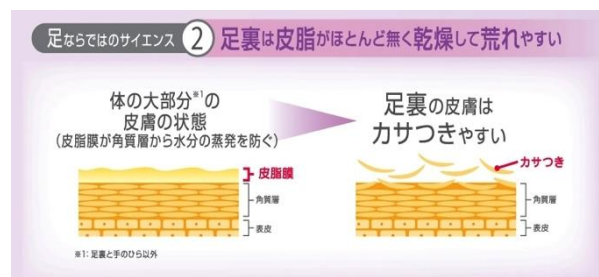 足ならではのサイエンス 2 足裏は皮脂がほとんど無く乾燥して荒れやすい
体の大部分※1の
皮膚の状態
(皮脂膜が角質層から水分の蒸発を防ぐ)
皮脂膜
角質層
表皮
※1: 足裏と手のひら以外
足裏の皮膚は
カサつきやすい
カサつき
角質層
表皮